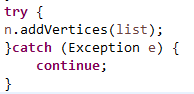 try {
n.addVertices(list);
}catch (Exception e) {
    continue;
}